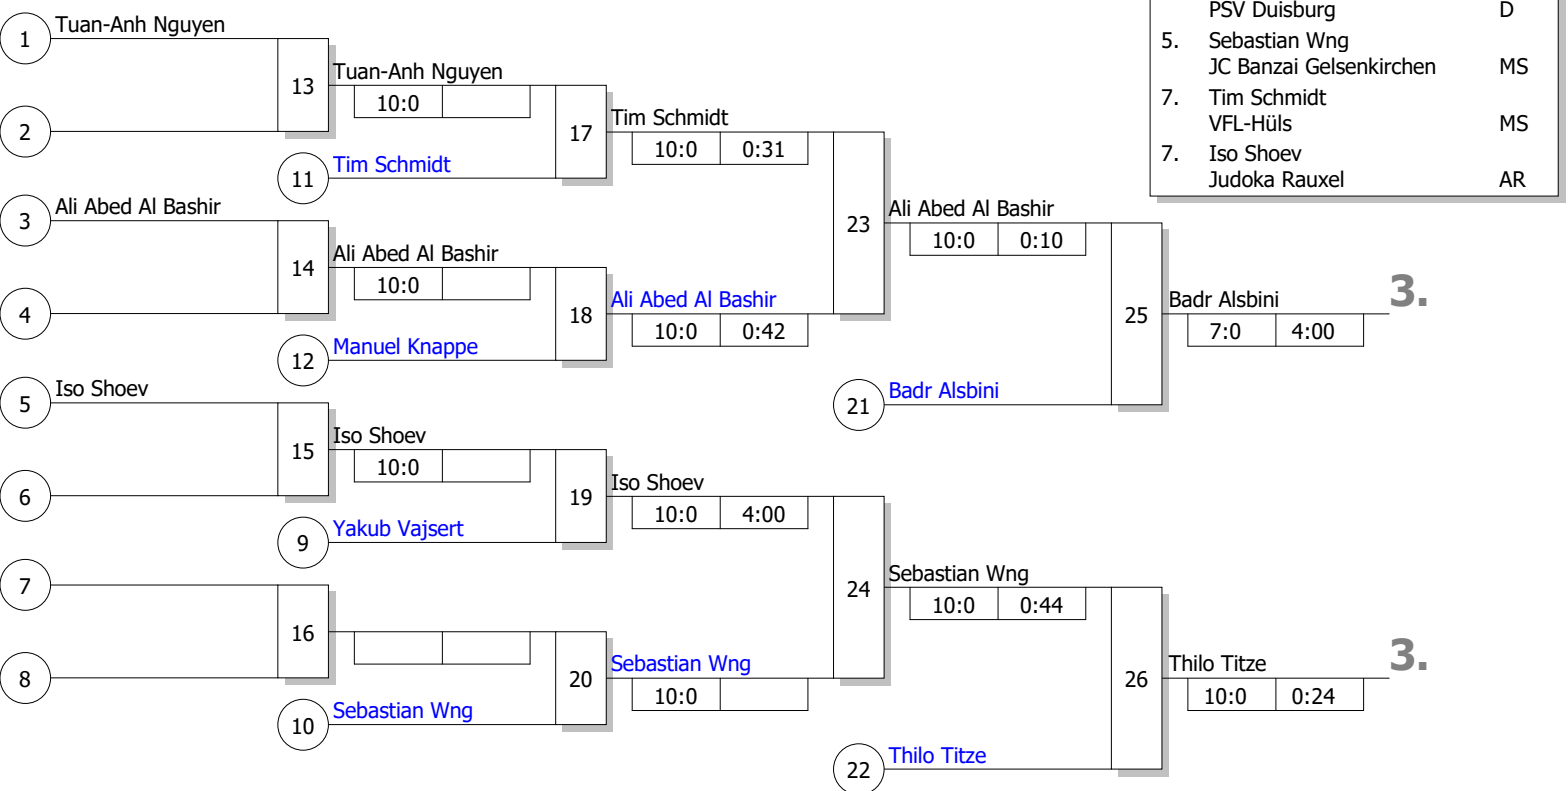 PSV Duisburg D
5. Sebastian Wng
JC Banzai Gelsenkirchen MS
7. Tim Schmidt
VFL-Hüls MS
7. Iso Shoev
Judoka Rauxel AR
1 Tuan-Anh Nguyen
13 Tuan-Anh Nguyen
10:0
2
17 Tim Schmidt
10:0 0:31
11 Tim Schmidt
3 Ali Abed Al Bashir
23 Ali Abed Al Bashir
10:0 0:10
14 Ali Abed Al Bashir
10:0
4
18 Ali Abed Al Bashir
10:0 0:42
12 Manuel Knappe
25 Badr Alsbini 3.
7:0 4:00
21 Badr Alsbini
5 Iso Shoev
15 Iso Shoev
10:0
6
19 Iso Shoev
10:0 4:00
9 Yakub Vajsert
7
24 Sebastian Wng
10:0 0:44
16
8
20 Sebastian Wng
10:0
10 Sebastian Wng
26 Thilo Titze 3.
10:0 0:24
22 Thilo Titze